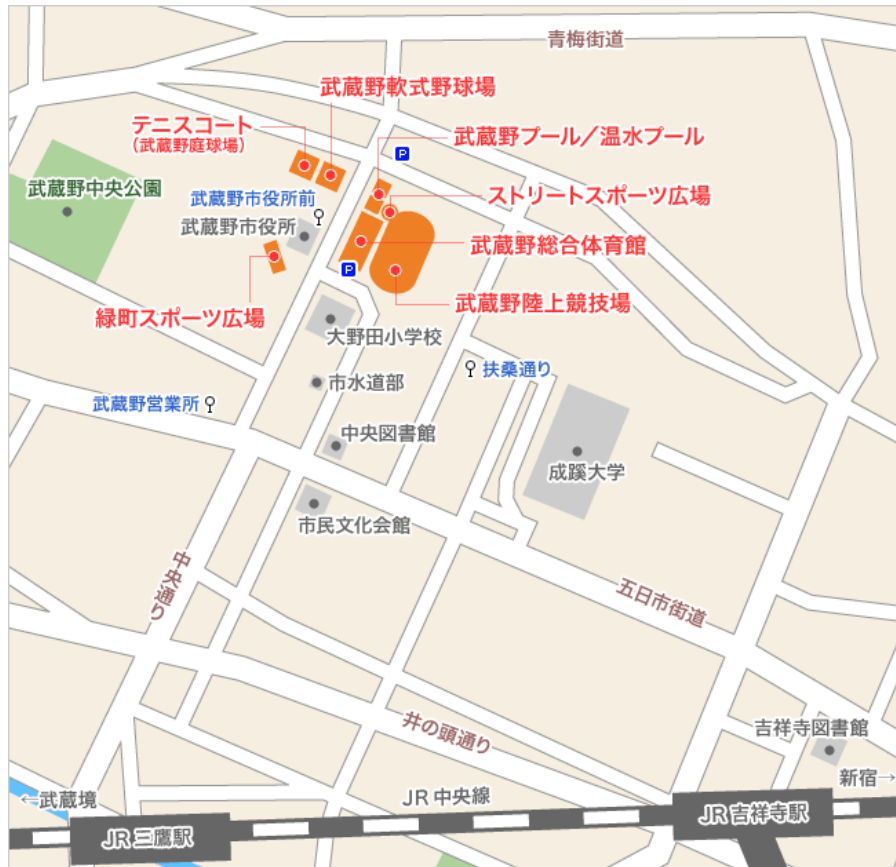 青梅街道
武蔵野軟式野球場
テニスコート
(武蔵野庭球場)
武蔵野プール／温水プール
P
武蔵野中央公園
武蔵野市役所前
ストリートスポーツ広場
武蔵野市役所
武蔵野総合体育館
P
武蔵野陸上競技場
緑町スポーツ広場
大野田小学校
扶桑通り
市水道部
武蔵野営業所
中央図書館
成蹊大学
市民文化会館
中央通り
五日市街道
井の頭通り
吉祥寺図書館
新宿→
←武蔵境
JR中央線
JR吉祥寺駅
JR三鷹駅